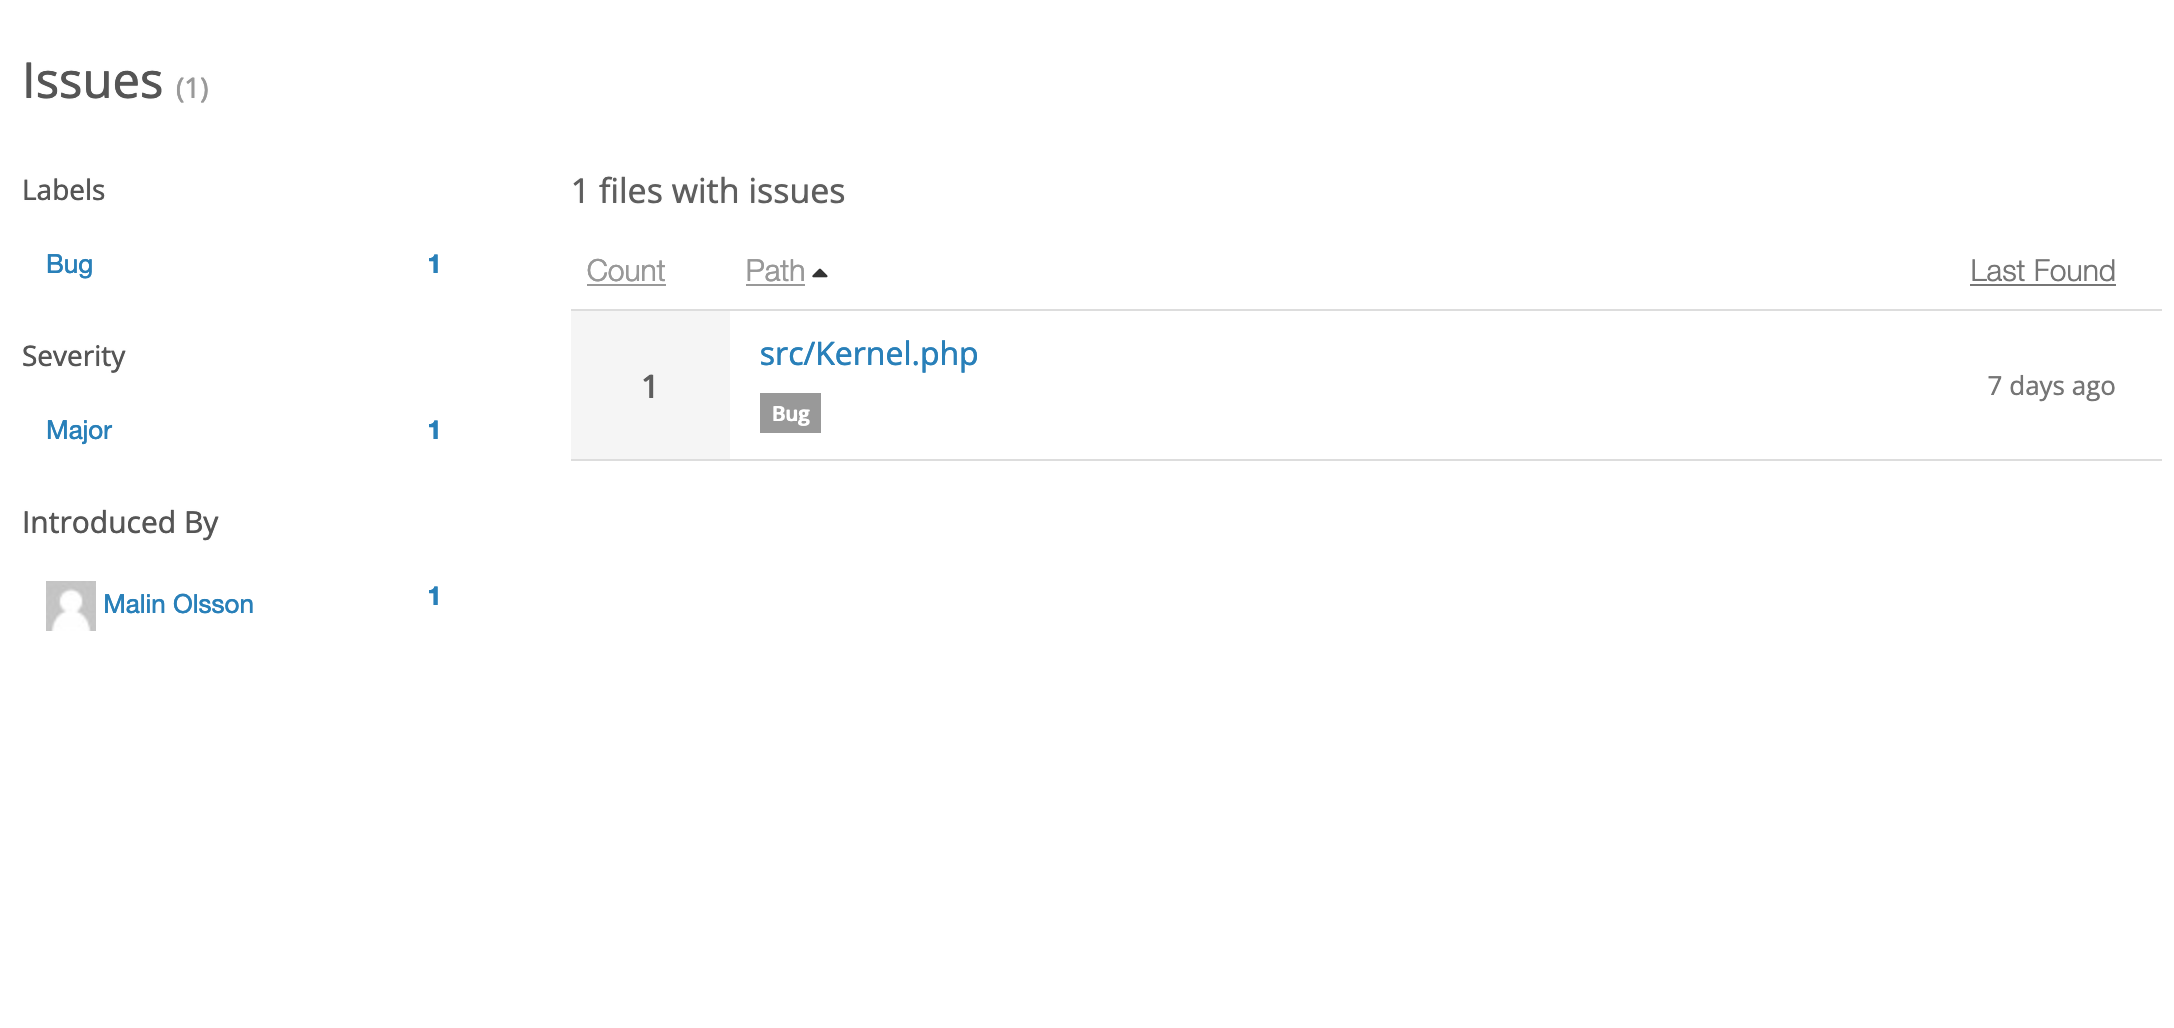 Issues (1)
Labels
Bug 1
Severity
Major 1
Introduced By
Malin Olsson 1
1 files with issues
Count Path Last Found
1 src/Kernel.php 7 days ago
Bug